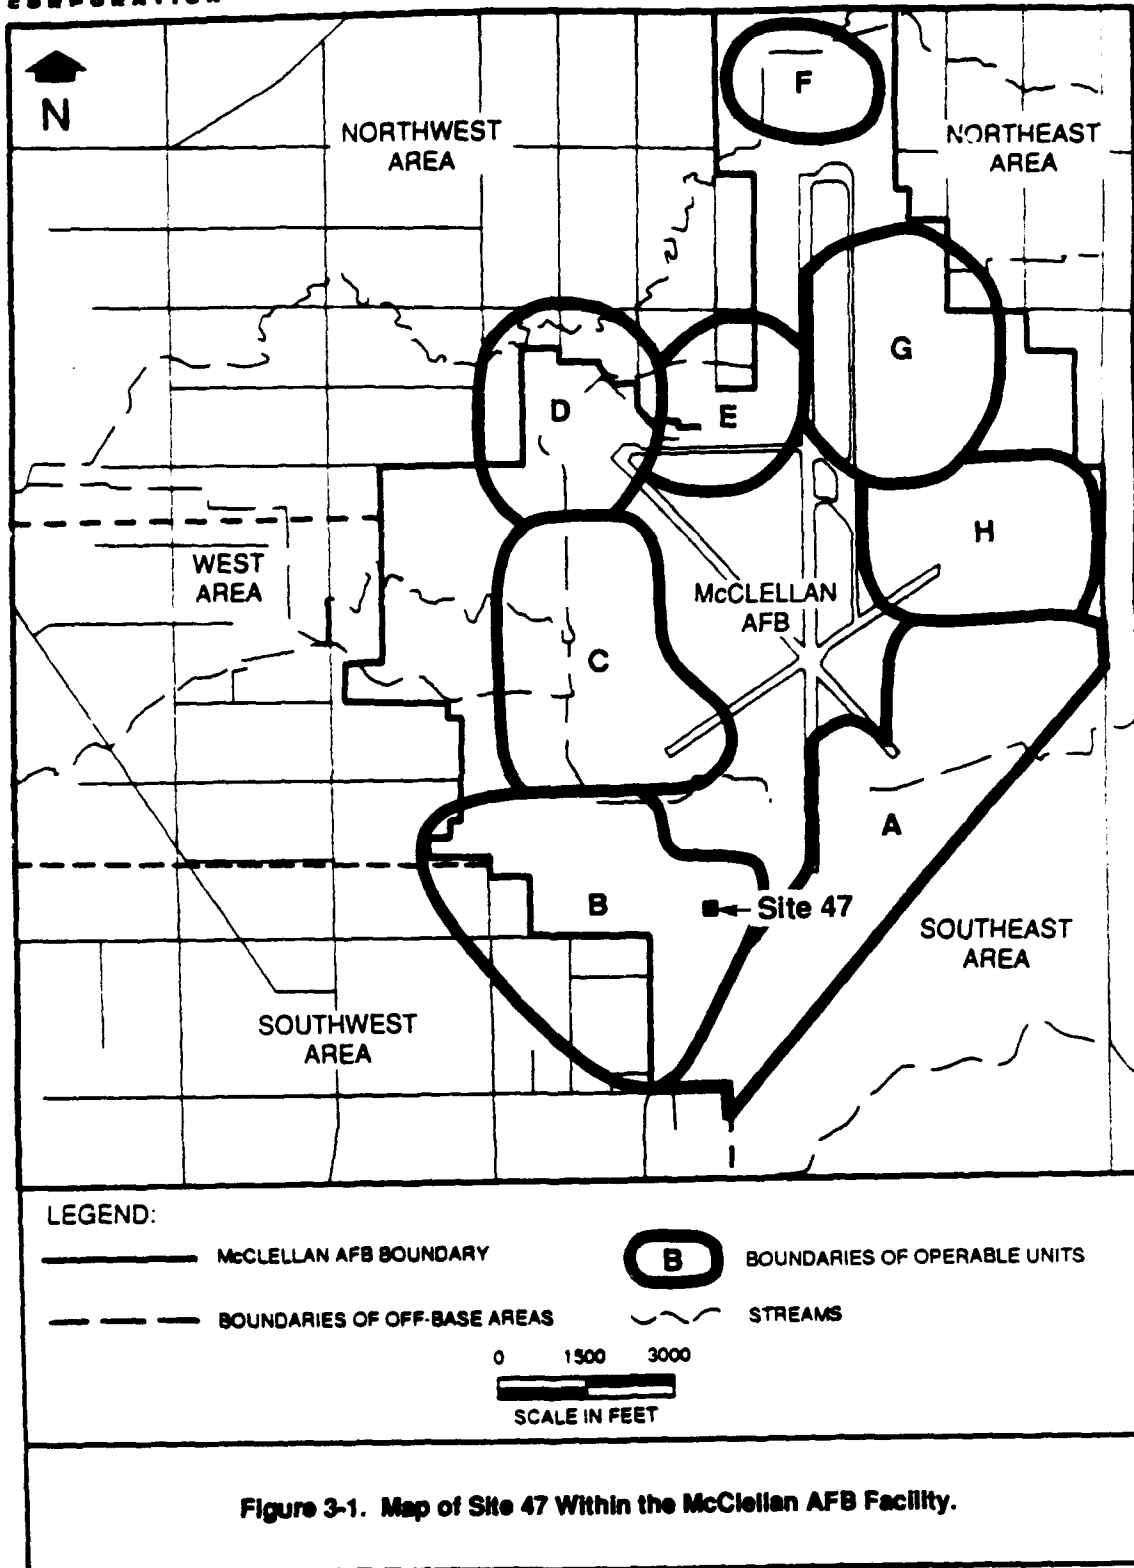 CORPORATION
N
F
NORTHWEST
AREA
NORTHEAST
AREA
G
D
E
H
WEST
AREA
McCLELLAN
AFB
C
A
B
Site 47
SOUTHEAST
AREA
SOUTHWEST
AREA
LEGEND:
McCLELLAN AFB BOUNDARY
B
BOUNDARIES OF OPERABLE UNITS
BOUNDARIES OF OFF-BASE AREAS
STREAMS
0 1500 3000
SCALE IN FEET
Figure 3-1. Map of Site 47 Within the McClellan AFB Facility.